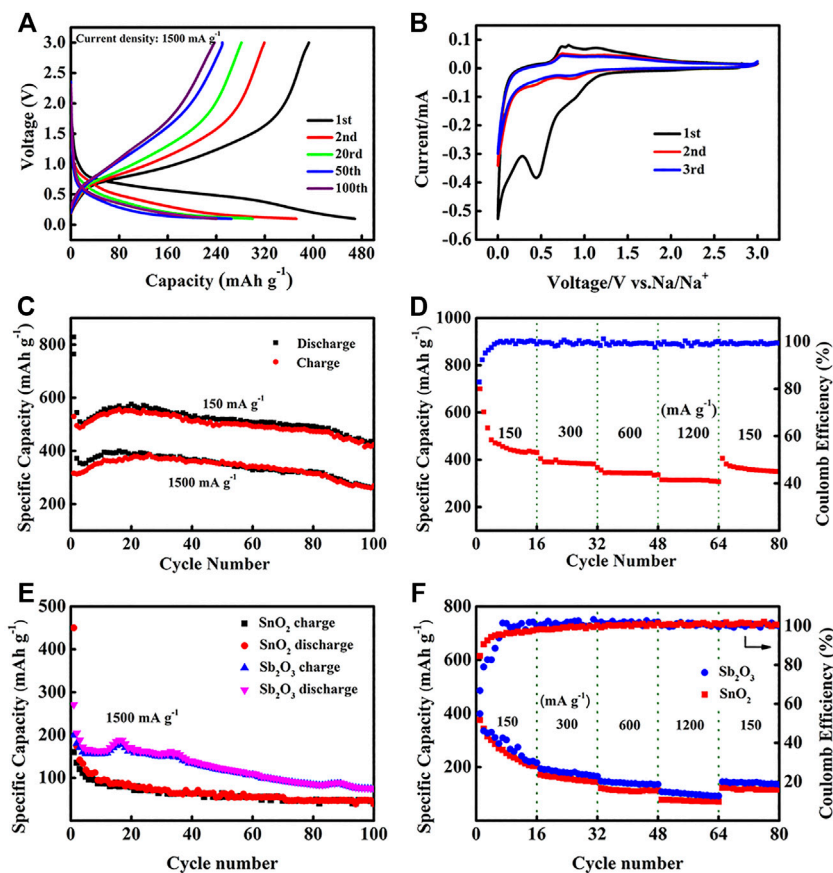 A
Current density: 1500 mA g⁻¹
Voltage (V)
3.0
2.5
2.0
1.5
1.0
0.5
0.0
1st
2nd
20rd
50th
100th
0 80 160 240 320 400 480
Capacity (mAh g⁻¹)
B
Current/mA
0.1
0.0
-0.1
-0.2
-0.3
-0.4
-0.5
-0.6
1st
2nd
3rd
0.0 0.5 1.0 1.5 2.0 2.5 3.0
Voltage/V vs.Na/Na⁺
C
Specific Capacity (mAh g⁻¹)
800
600
400
200
Discharge
Charge
150 mA g⁻¹
1500 mA g⁻¹
0 20 40 60 80 100
Cycle Number
D
Specific Capacity (mAh g⁻¹)
1000
900
800
700
600
500
400
300
200
(mA g⁻¹)
150 300 600 1200 150
100
80
60
40
Coulomb Efficiency (%)
0 16 32 48 64 80
Cycle Number
E
Specific Capacity (mAh g⁻¹)
500
400
300
200
100
0
SnO₂ charge
SnO₂ discharge
Sb₂O₃ charge
Sb₂O₃ discharge
1500 mA g⁻¹
0 20 40 60 80 100
Cycle number
F
Specific Capacity (mAh g⁻¹)
800
600
400
200
Sb₂O₃
SnO₂
(mA g⁻¹)
150 300 600 1200 150
100
80
60
40
20
0
Coulomb Efficiency (%)
0 16 32 48 64 80
Cycle number